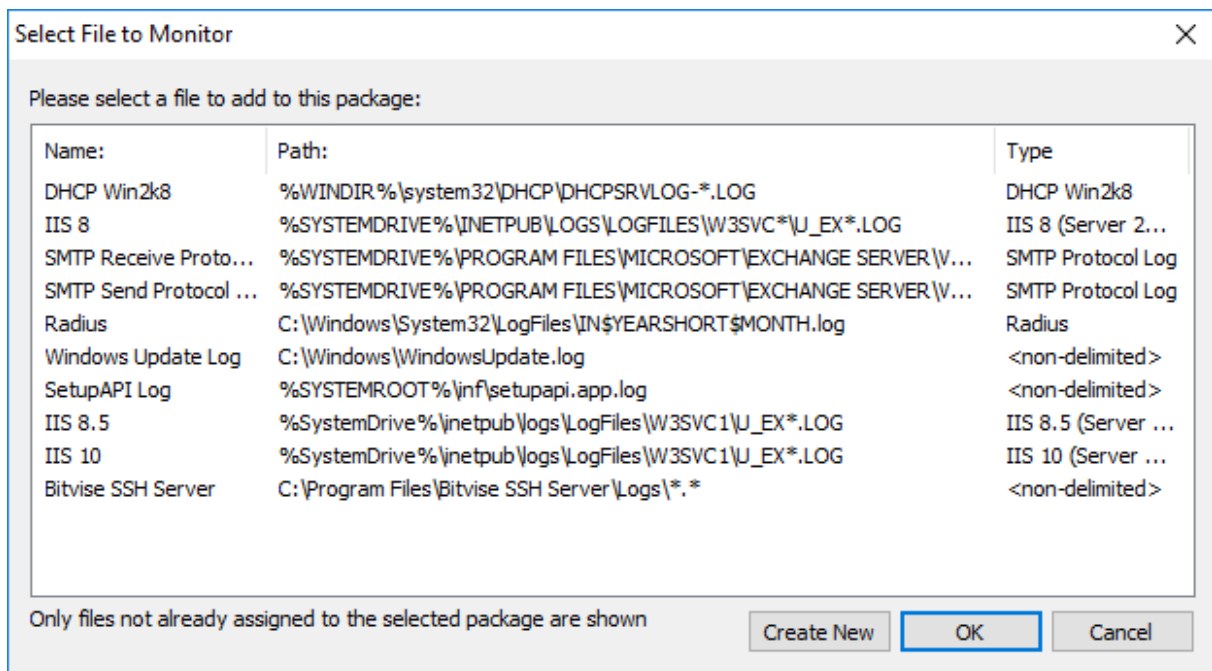 Select File to Monitor
Please select a file to add to this package:
Name: Path: Type
DHCP Win2k8 %WINDIR%\system32\DHCP\DHCPSRVLOG-*.LOG DHCP Win2k8
IIS 8 %SYSTEMDRIVE%\INETPUB\LOGS\LOGFILES\W3SVC*\U_EX*.LOG IIS 8 (Server 2...
SMTP Receive Proto... %SYSTEMDRIVE%\PROGRAM FILES\MICROSOFT\EXCHANGE SERVER\V... SMTP Protocol Log
SMTP Send Protocol ... %SYSTEMDRIVE%\PROGRAM FILES\MICROSOFT\EXCHANGE SERVER\V... SMTP Protocol Log
Radius C:\Windows\System32\LogFiles\IN$YEARSHORT$MONTH.log Radius
Windows Update Log C:\Windows\WindowsUpdate.log <non-delimited>
SetupAPI Log %SYSTEMROOT%\inf\setupapi.app.log <non-delimited>
IIS 8.5 %SystemDrive%\inetpub\logs\LogFiles\W3SVC1\U_EX*.LOG IIS 8.5 (Server ...
IIS 10 %SystemDrive%\inetpub\logs\LogFiles\W3SVC1\U_EX*.LOG IIS 10 (Server ...
Bitvise SSH Server C:\Program Files\Bitvise SSH Server\Logs\*.* <non-delimited>
Only files not already assigned to the selected package are shown
Create New OK Cancel